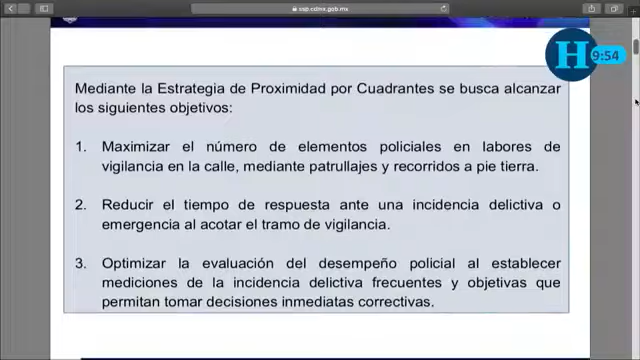 ssp.cdmx.gob.mx
H 9:54
Mediante la Estrategia de Proximidad por Cuadrantes se busca alcanzar
los siguientes objetivos:
1. Maximizar el número de elementos policiales en labores de
vigilancia en la calle, mediante patrullajes y recorridos a pie tierra.
2. Reducir el tiempo de respuesta ante una incidencia delictiva o
emergencia al acotar el tramo de vigilancia.
3. Optimizar la evaluación del desempeño policial al establecer
mediciones de la incidencia delictiva frecuentes y objetivas que
permitan tomar decisiones inmediatas correctivas.